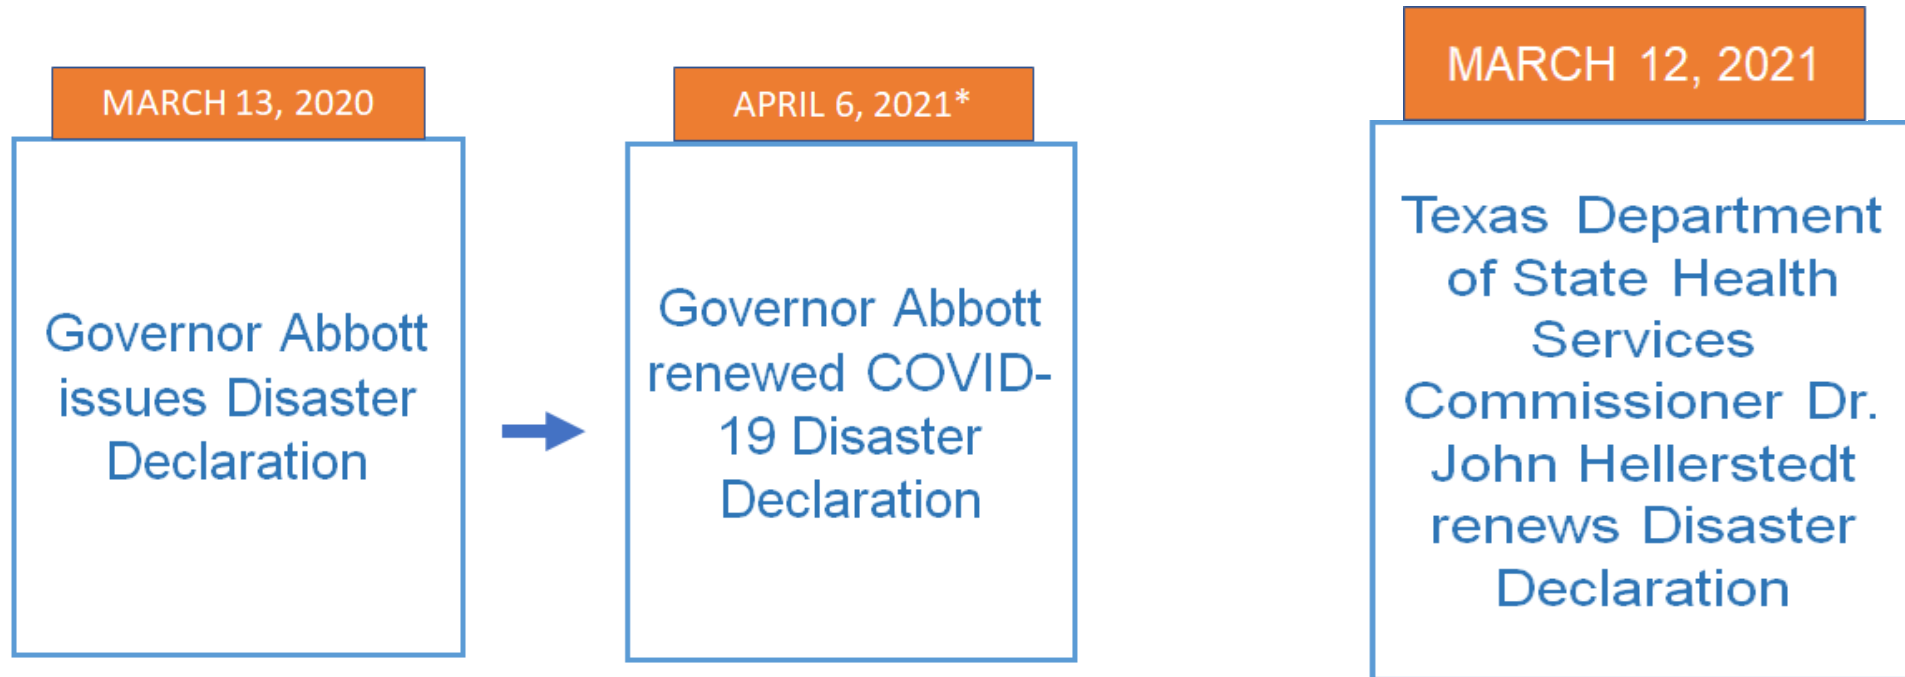 MARCH 13, 2020
Governor Abbott
issues Disaster
Declaration
APRIL 6, 2021*
Governor Abbott
renewed COVID-
19 Disaster
Declaration
MARCH 12, 2021
Texas Department
of State Health
Services
Commissioner Dr.
John Hellerstedt
renews Disaster
Declaration